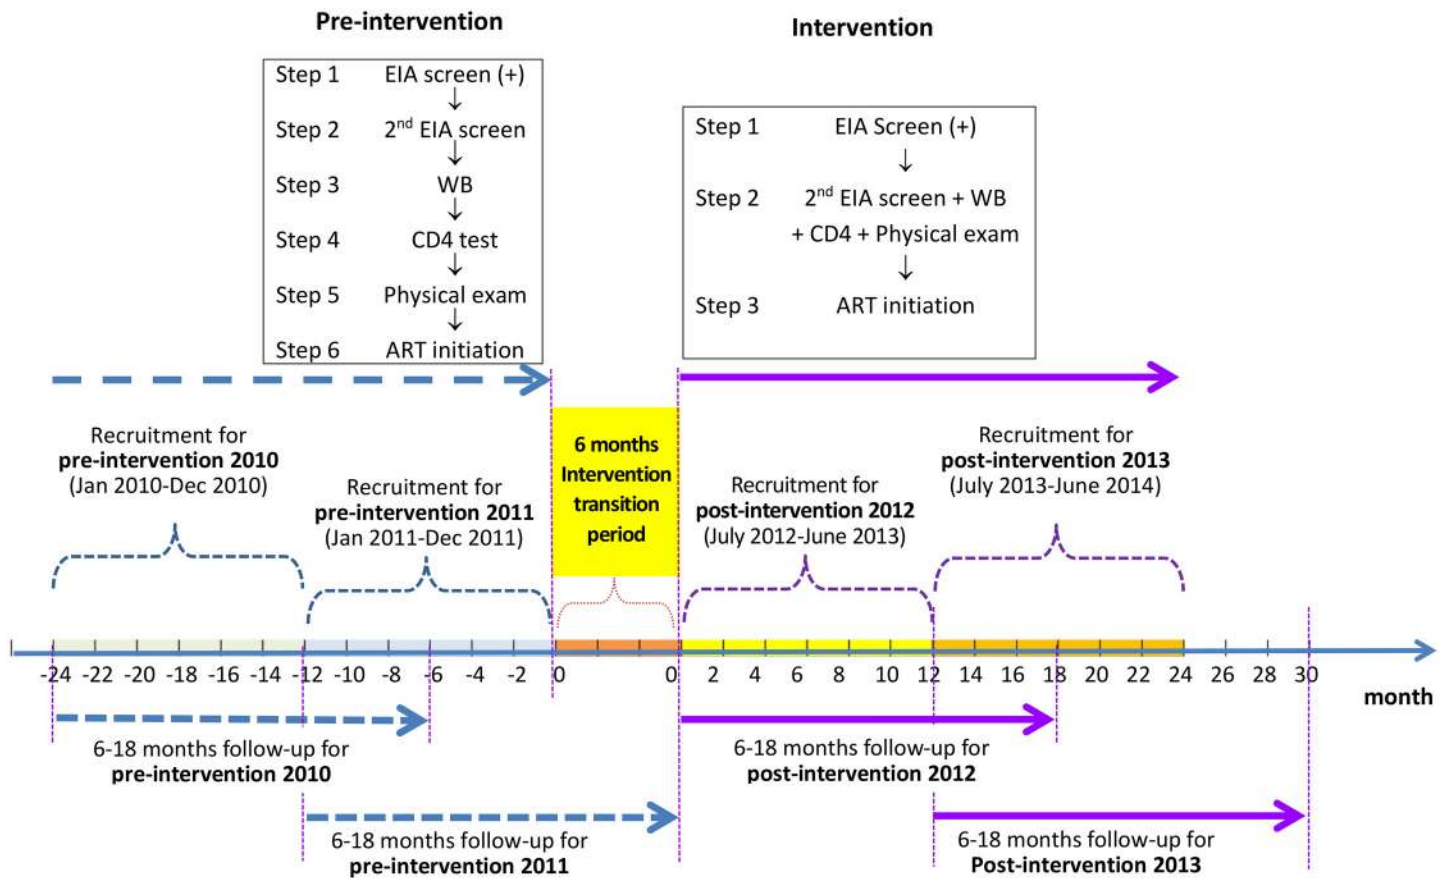 Pre-intervention
Intervention
Step 1 EIA screen (+)
Step 2 2nd EIA screen
Step 3 WB
Step 4 CD4 test
Step 5 Physical exam
Step 6 ART initiation
Step 1 EIA Screen (+)
Step 2 2nd EIA screen + WB
+ CD4 + Physical exam
Step 3 ART initiation
Recruitment for
pre-intervention 2010
(Jan 2010-Dec 2010)
Recruitment for
pre-intervention 2011
(Jan 2011-Dec 2011)
6 months
Intervention
transition
period
Recruitment for
post-intervention 2012
(July 2012-June 2013)
Recruitment for
post-intervention 2013
(July 2013-June 2014)
-24 -22 -20 -18 -16 -14 -12 -10 -8 -6 -4 -2 0 0 2 4 6 8 10 12 14 16 18 20 22 24 26 28 30
month
6-18 months follow-up for
pre-intervention 2010
6-18 months follow-up for
post-intervention 2012
6-18 months follow-up for
pre-intervention 2011
6-18 months follow-up for
Post-intervention 2013